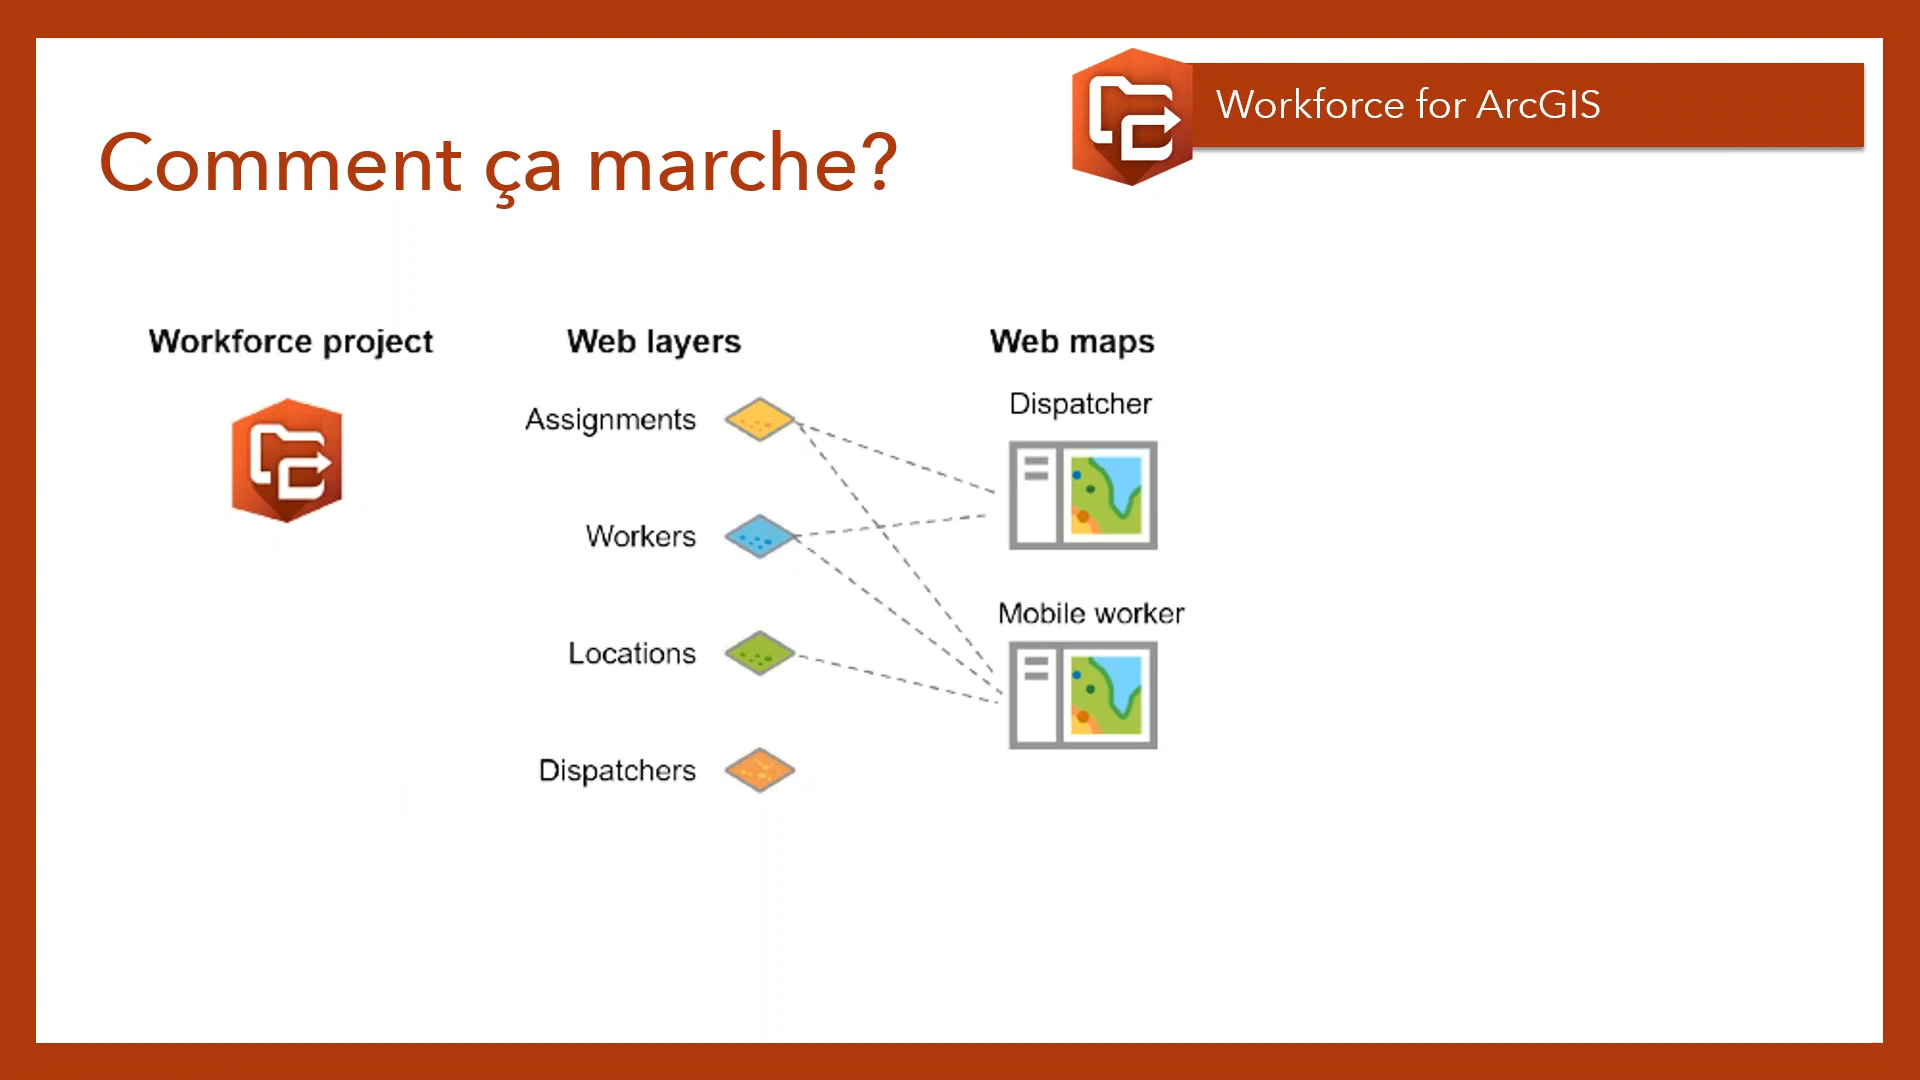 Workforce for ArcGIS
Comment ça marche?
Workforce project
Web layers
Web maps
Assignments
Workers
Locations
Dispatchers
Dispatcher
Mobile worker